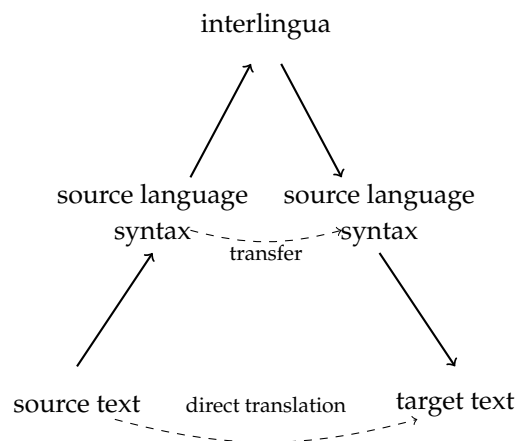 interlingua
source language source language
syntax syntax
transfer
source text direct translation target text